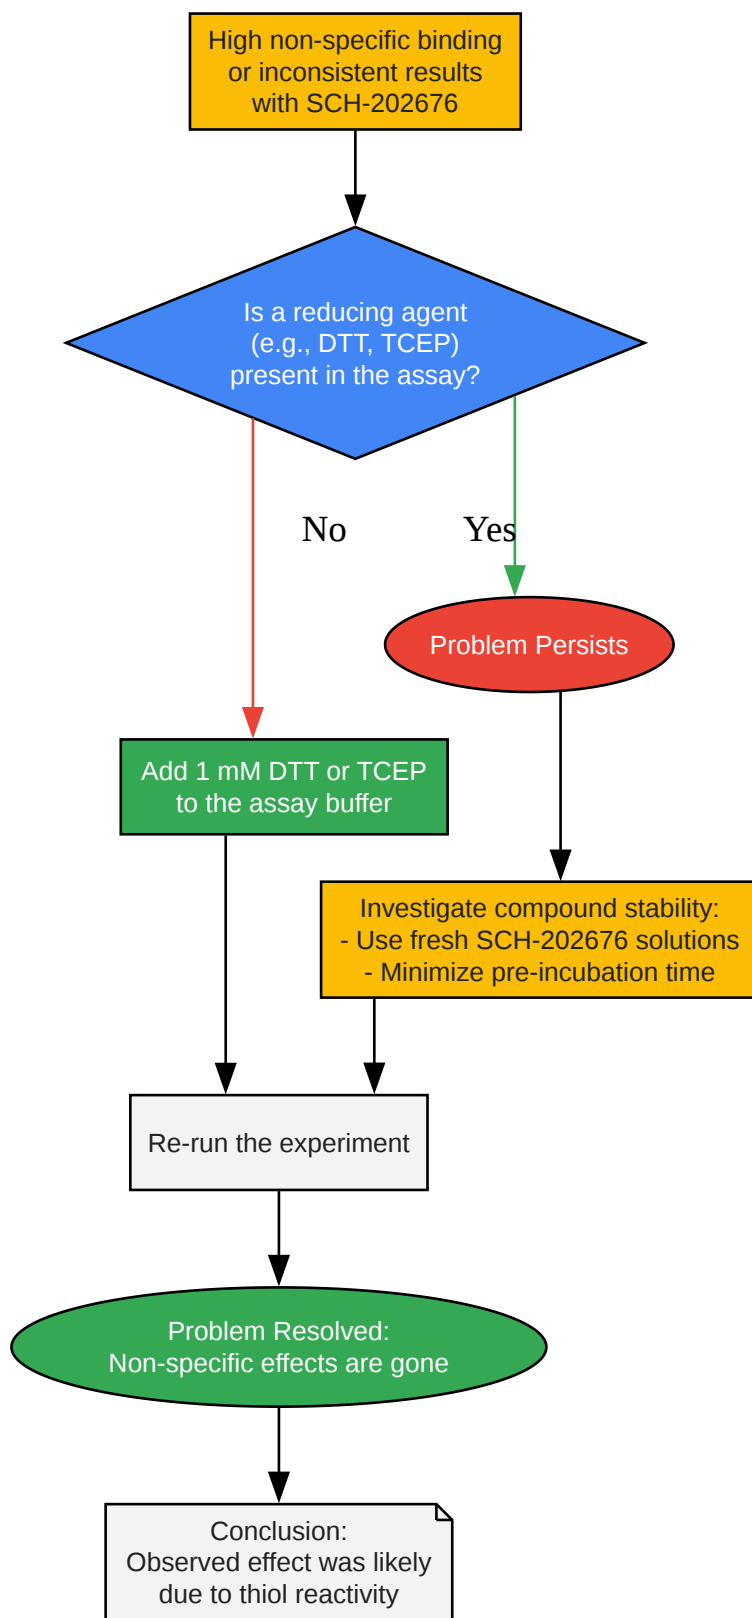 High non-specific binding
or inconsistent results
with SCH-202676
Is a reducing agent
(e.g., DTT, TCEP)
present in the assay?
No
Yes
Problem Persists
Add 1 mM DTT or TCEP
to the assay buffer
Investigate compound stability:
- Use fresh SCH-202676 solutions
- Minimize pre-incubation time
Re-run the experiment
Problem Resolved:
Non-specific effects are gone
Conclusion:
Observed effect was likely
due to thiol reactivity